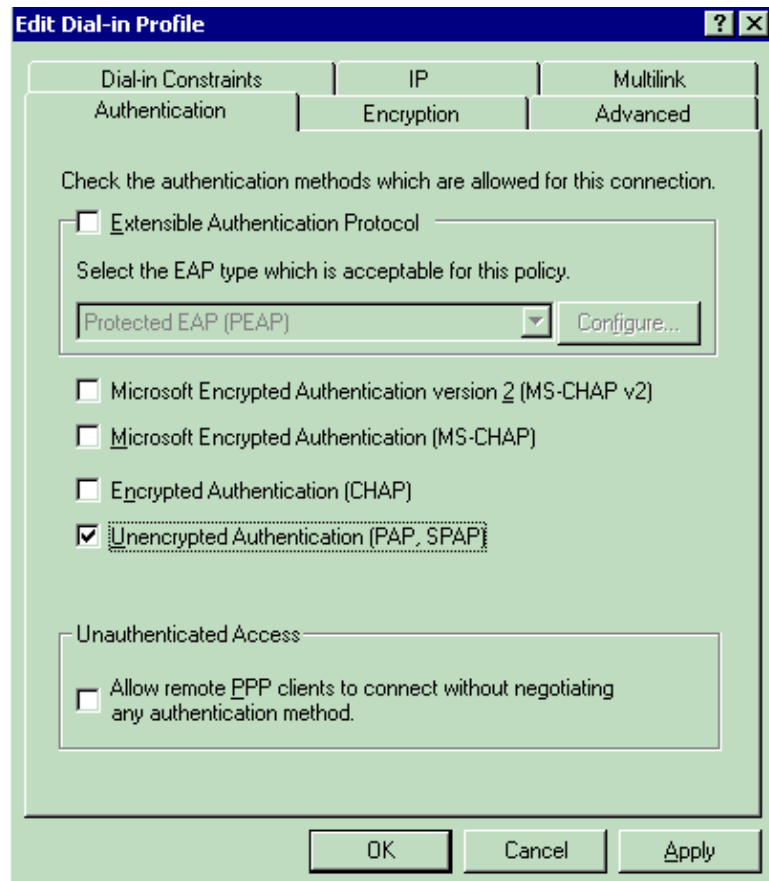 Edit Dial-in Profile
Dial-in Constraints
IP
Multilink
Authentication
Encryption
Advanced
Check the authentication methods which are allowed for this connection.
Extensible Authentication Protocol
Select the EAP type which is acceptable for this policy.
Protected EAP (PEAP)
Configure...
Microsoft Encrypted Authentication version 2 (MS-CHAP v2)
Microsoft Encrypted Authentication (MS-CHAP)
Encrypted Authentication (CHAP)
Unencrypted Authentication (PAP, SPAP)
Unauthenticated Access
Allow remote PPP clients to connect without negotiating
any authentication method.
OK
Cancel
Apply